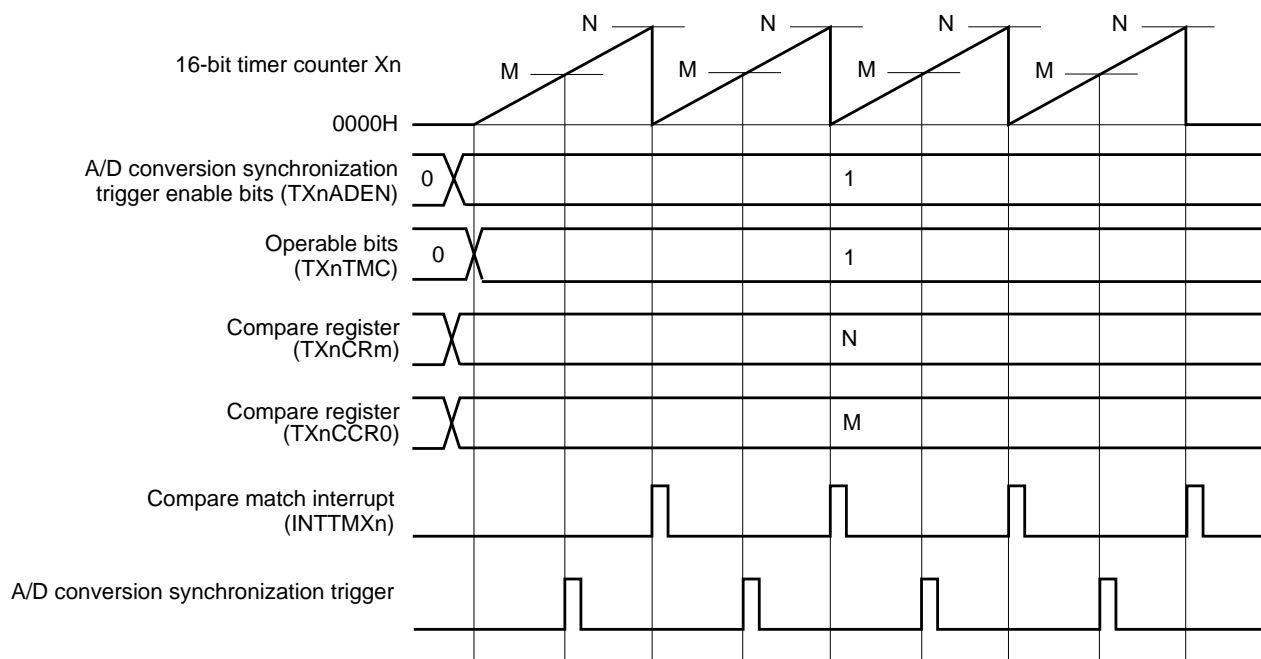 N N N N
16-bit timer counter Xn
M M M M
0000H
A/D conversion synchronization
trigger enable bits (TXnADEN)
0 1
Operable bits
(TXnTMC)
0 1
Compare register
(TXnCRm)
N
Compare register
(TXnCCR0)
M
Compare match interrupt
(INTTMXn)
A/D conversion synchronization trigger